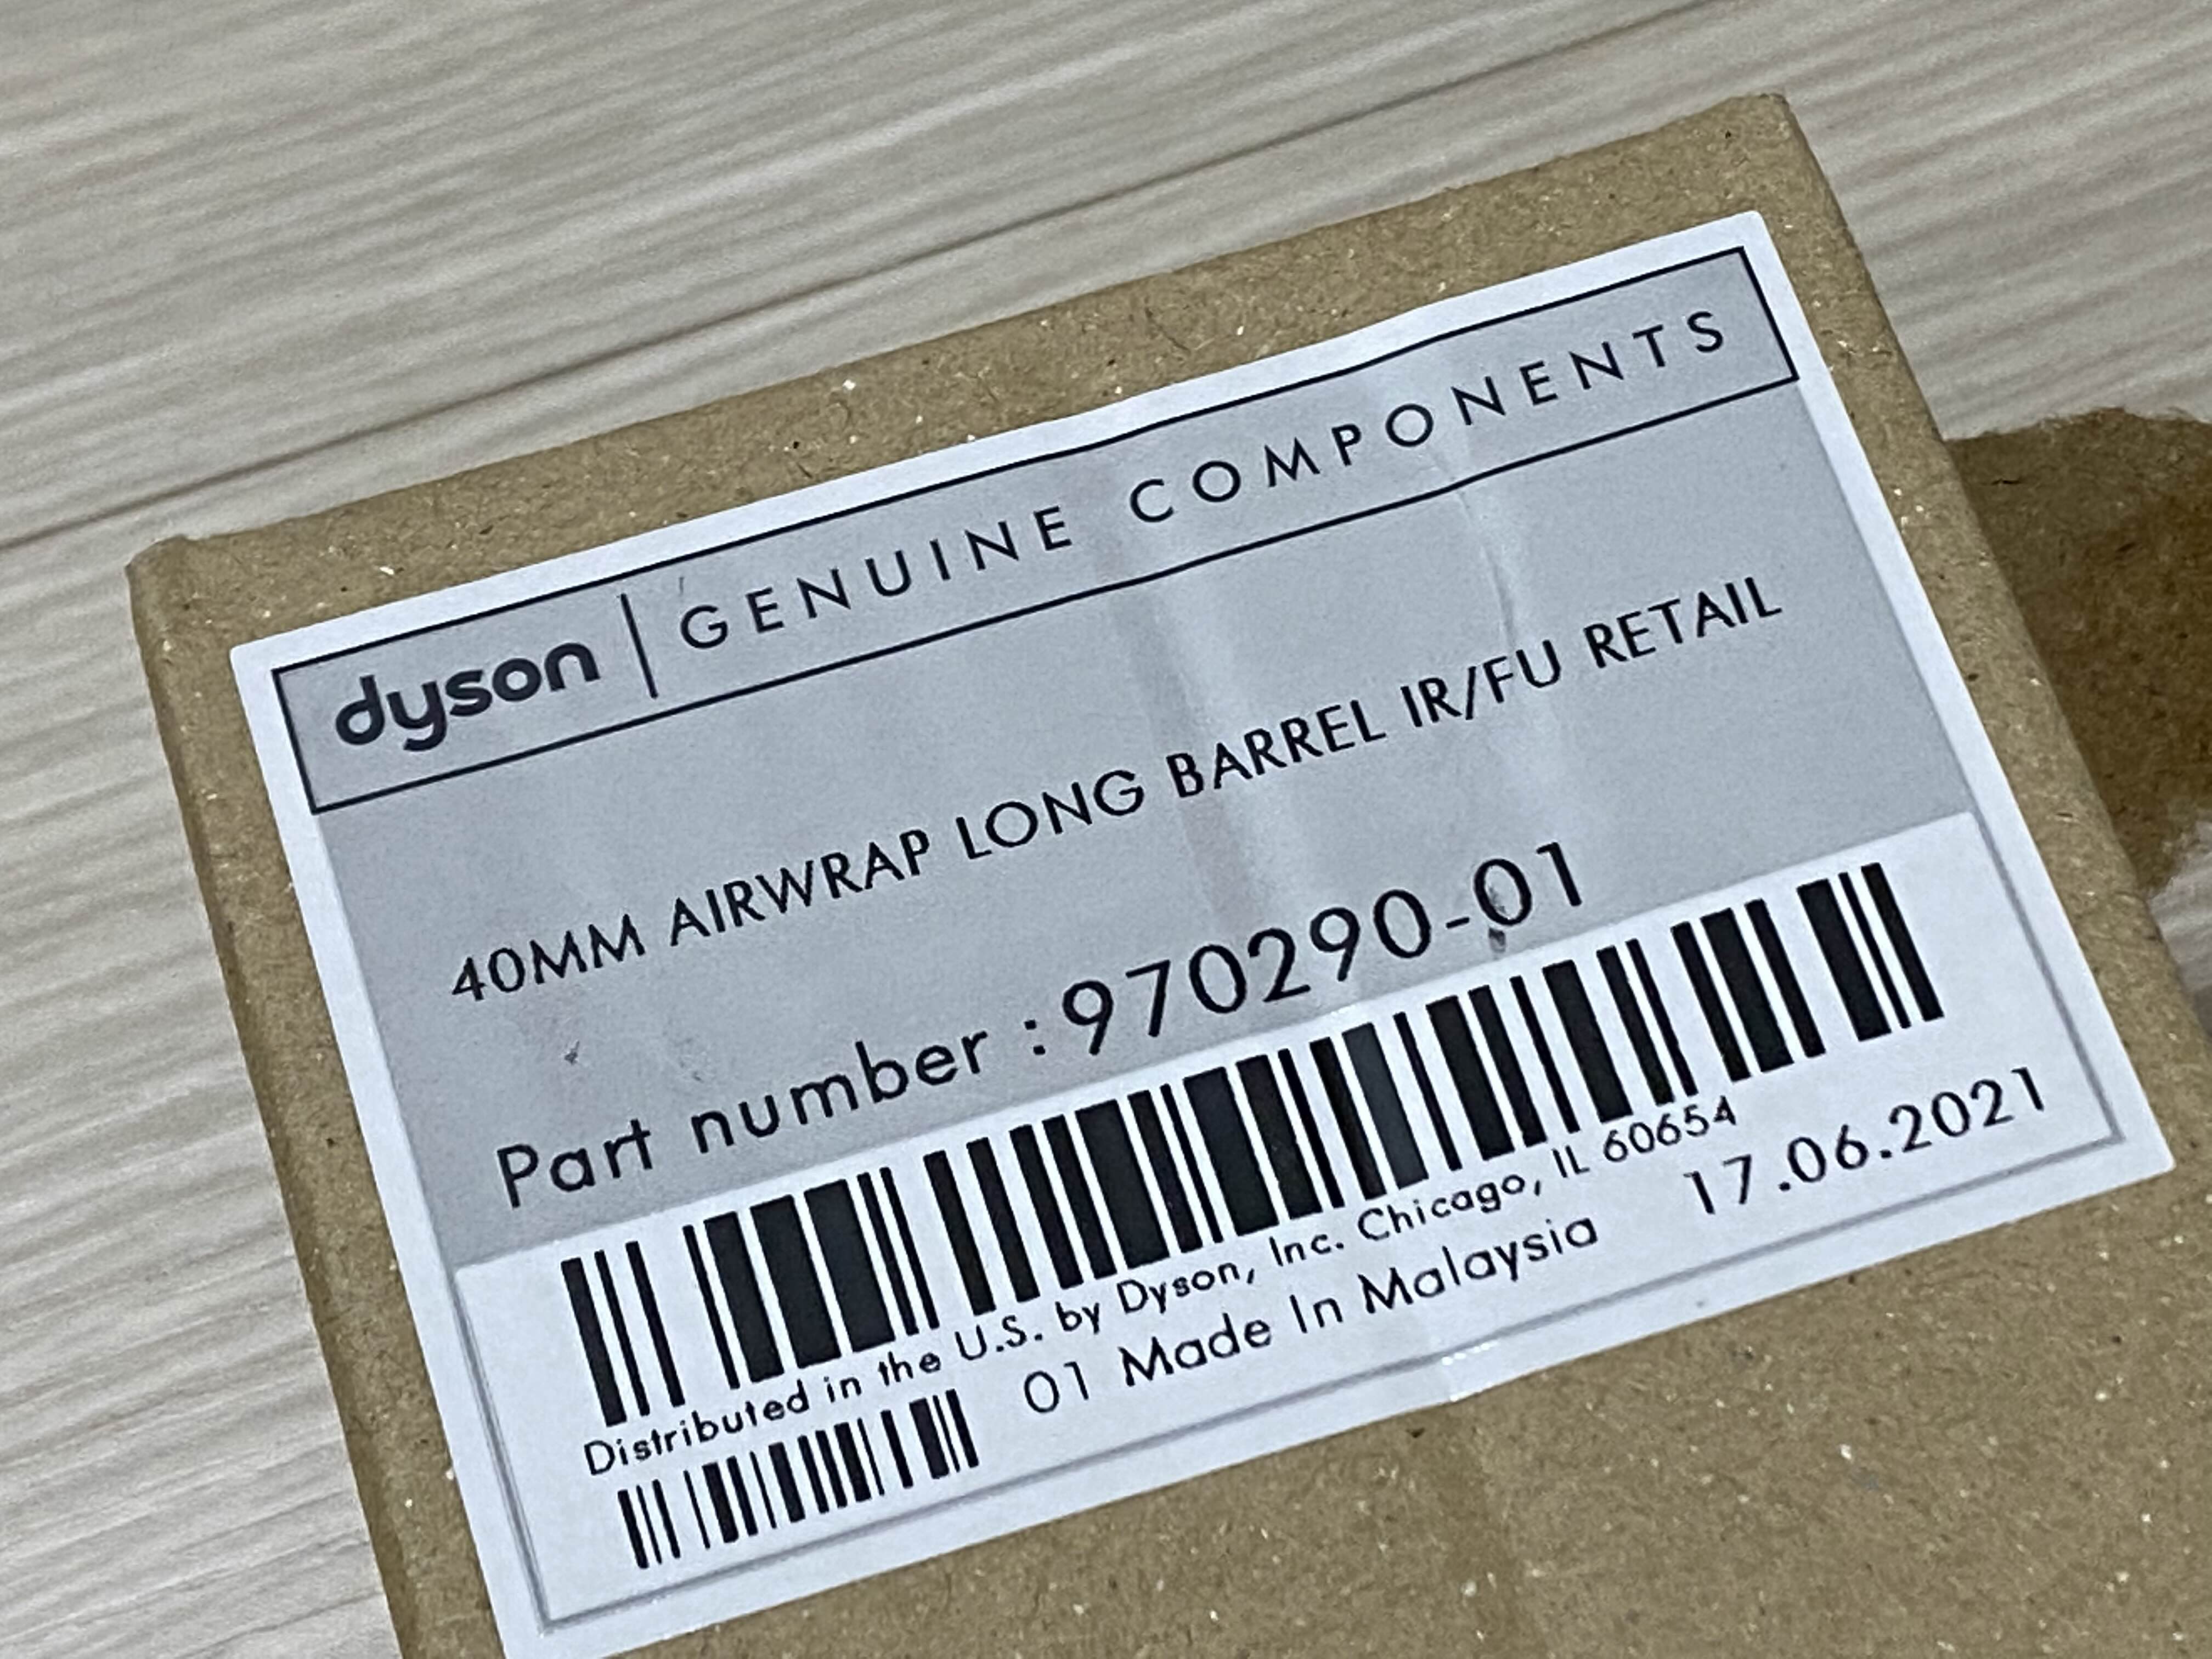 dyson | GENUINE COMPONENTS
40MM AIRWRAP LONG BARREL IR/FU RETAIL
Part number :970290-01
Distributed in the U.S. by Dyson, Inc. Chicago, IL 60654
01 Made In Malaysia 17.06.2021